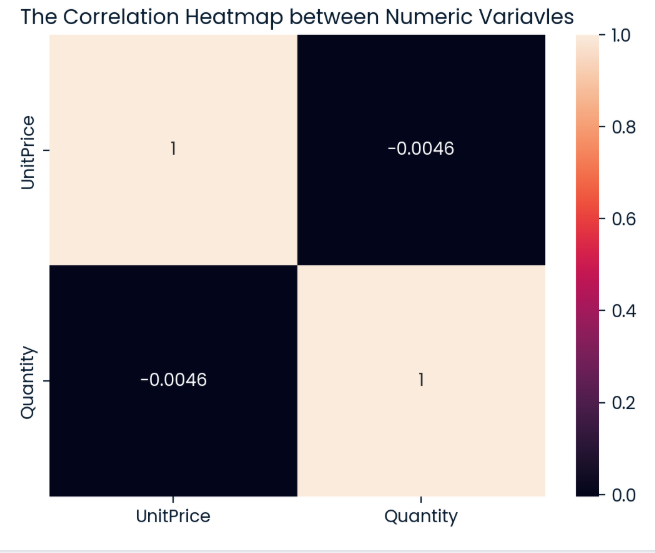 The Correlation Heatmap between Numeric Variavles
1.0
UnitPrice
1
-0.0046
0.8
0.6
0.4
Quantity
-0.0046
1
0.2
0.0
UnitPrice
Quantity